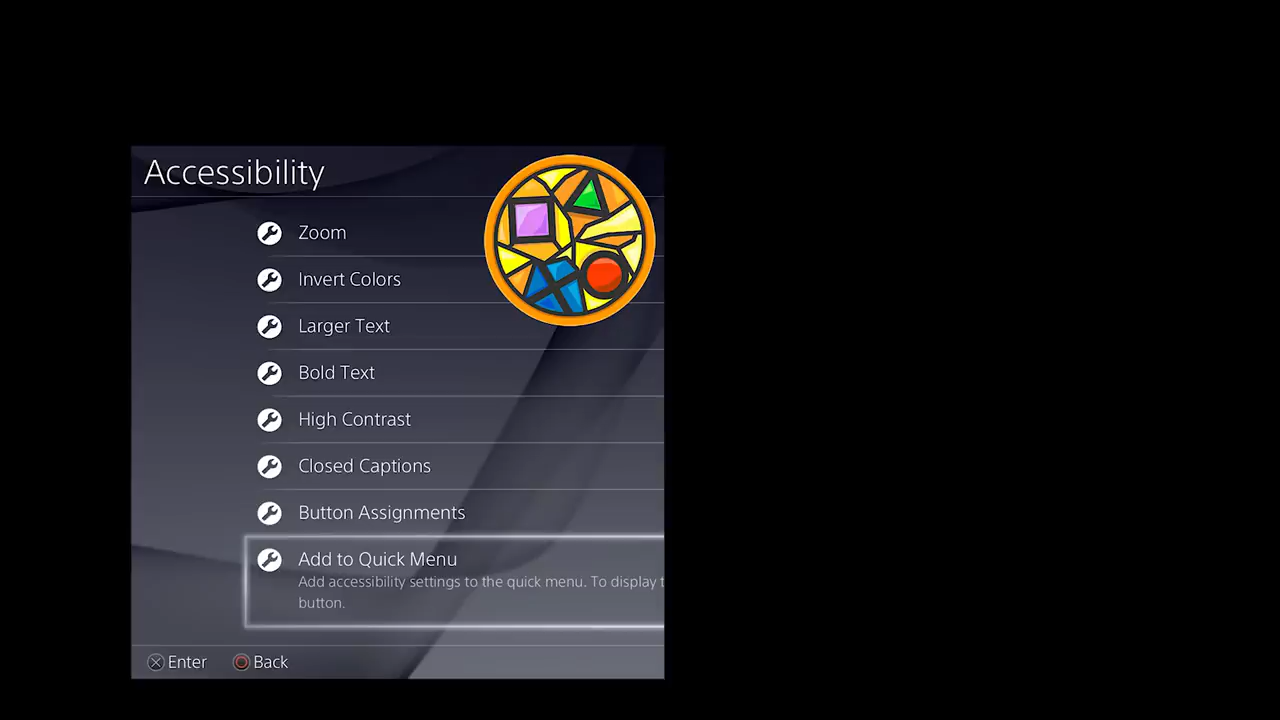 Accessibility
Zoom
Invert Colors
Larger Text
Bold Text
High Contrast
Closed Captions
Button Assignments
Add to Quick Menu
Add accessibility settings to the quick menu. To display
button.
Enter Back